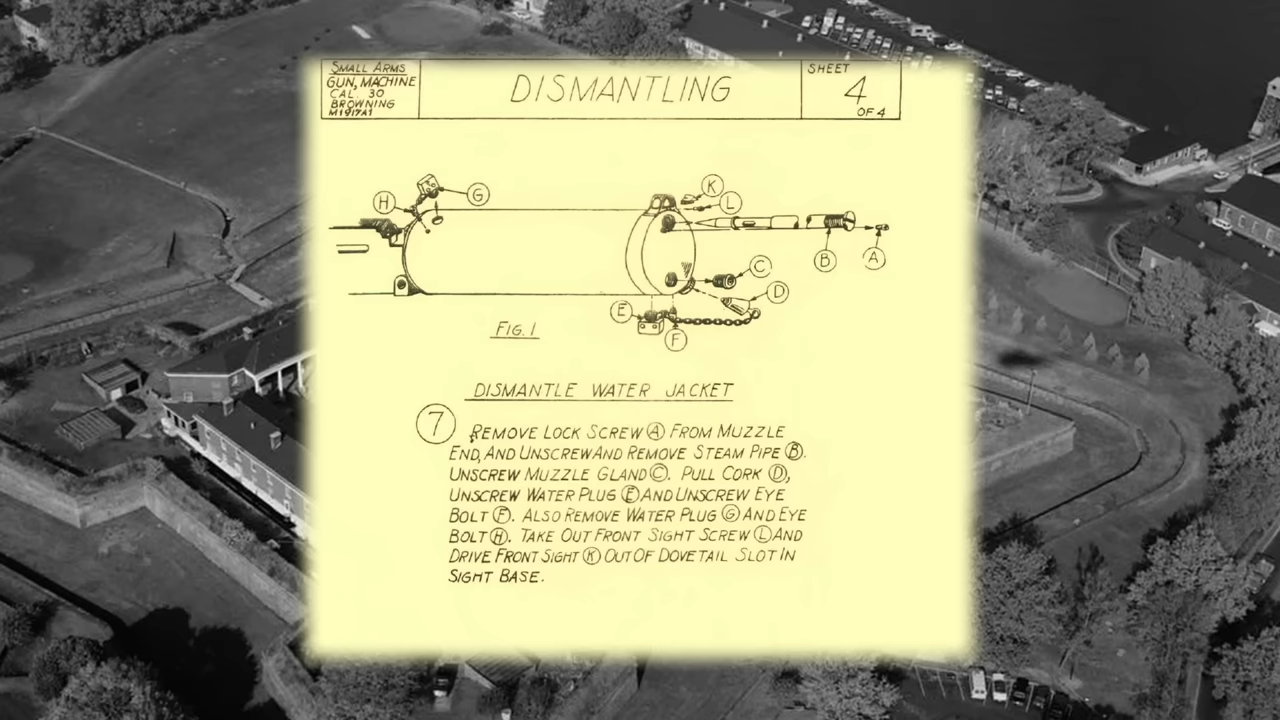 SMALL ARMS
GUN, MACHINE
CAL. 30
BROWNING
M1917A1
DISMANTLING
SHEET
4
OF 4
K
H
G
L
B
A
C
D
E
F
FIG. 1
DISMANTLE WATER JACKET
7
REMOVE LOCK SCREW A FROM MUZZLE
END, AND UNSCREW AND REMOVE STEAM PIPE B.
UNSCREW MUZZLE GLAND C. PULL CORK D,
UNSCREW WATER PLUG E AND UNSCREW EYE
BOLT F. ALSO REMOVE WATER PLUG G AND EYE
BOLT H. TAKE OUT FRONT SIGHT SCREW L AND
DRIVE FRONT SIGHT K OUT OF DOVETAIL SLOT IN
SIGHT BASE.